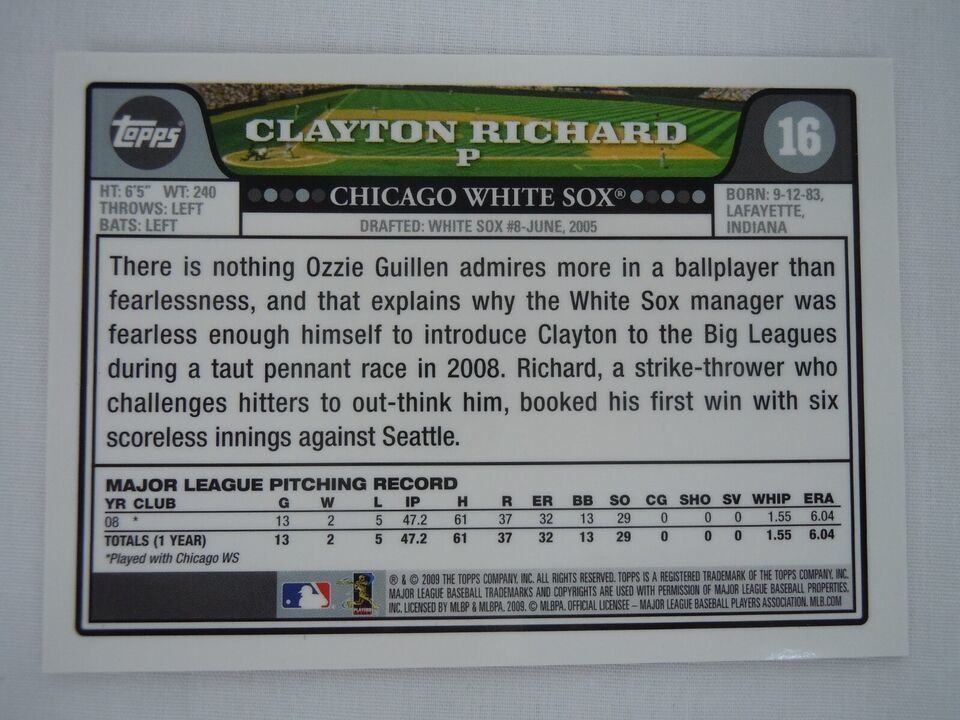 Topps
CLAYTON RICHARD
P
16
HT: 6'5" WT: 240
THROWS: LEFT
BATS: LEFT
CHICAGO WHITE SOX®
DRAFTED: WHITE SOX #8-JUNE, 2005
BORN: 9-12-83,
LAFAYETTE,
INDIANA
There is nothing Ozzie Guillen admires more in a ballplayer than
fearlessness, and that explains why the White Sox manager was
fearless enough himself to introduce Clayton to the Big Leagues
during a taut pennant race in 2008. Richard, a strike-thrower who
challenges hitters to out-think him, booked his first win with six
scoreless innings against Seattle.
MAJOR LEAGUE PITCHING RECORD
YR CLUB G W L IP H R ER BB SO CG SHO SV WHIP ERA
08 * 13 2 5 47.2 61 37 32 13 29 0 0 0 1.55 6.04
TOTALS (1 YEAR) 13 2 5 47.2 61 37 32 13 29 0 0 0 1.55 6.04
*Played with Chicago WS
® & © 2009 THE TOPPS COMPANY, INC. ALL RIGHTS RESERVED. TOPPS IS A REGISTERED TRADEMARK OF THE TOPPS COMPANY, INC.
MAJOR LEAGUE BASEBALL TRADEMARKS AND COPYRIGHTS ARE USED WITH PERMISSION OF MAJOR LEAGUE BASEBALL PROPERTIES,
INC. LICENSED BY MLBP & MLBPA, 2009. © MLBPA. OFFICIAL LICENSEE – MAJOR LEAGUE BASEBALL PLAYERS ASSOCIATION. MLB.COM